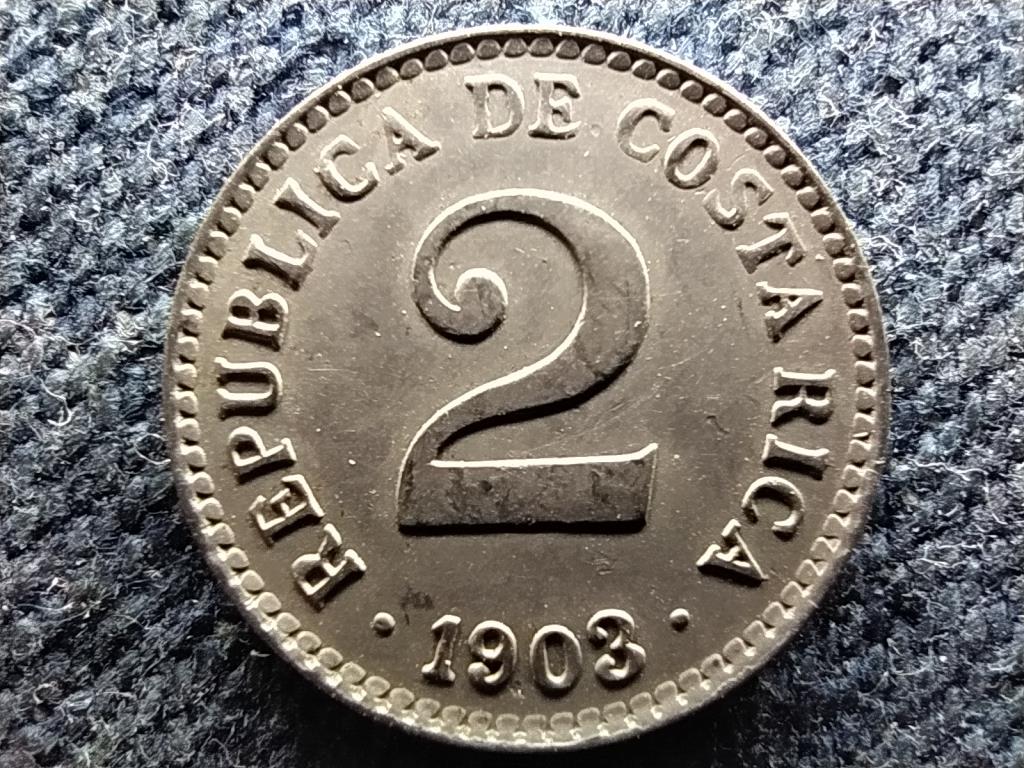 REPUBLICA DE COSTA RICA
2
· 1903 ·